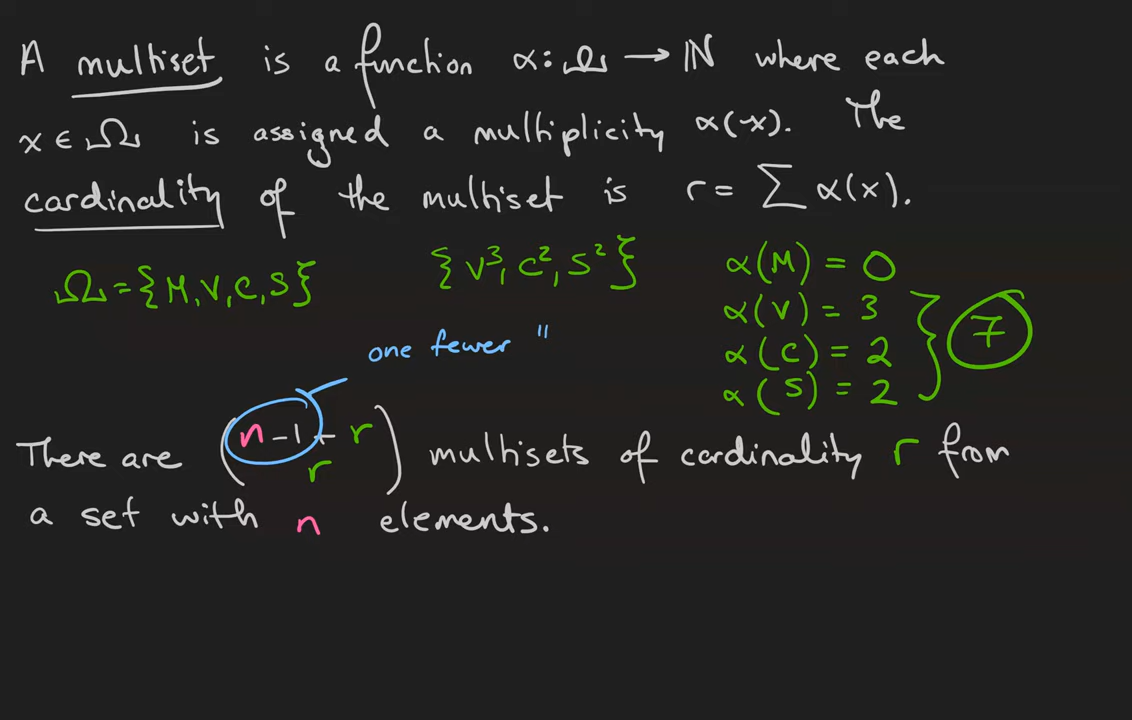 A multiset is a function α: Ω → ℕ where each
x ∈ Ω is assigned a multiplicity α(x). The
cardinality of the multiset is r = ∑ α(x).
Ω = {M, V, C, S}
{V³, C², S²}
α(M) = 0
α(V) = 3
α(C) = 2
α(S) = 2
} 7
one fewer "
There are (n-1+r over r) multisets of cardinality r from
a set with n elements.